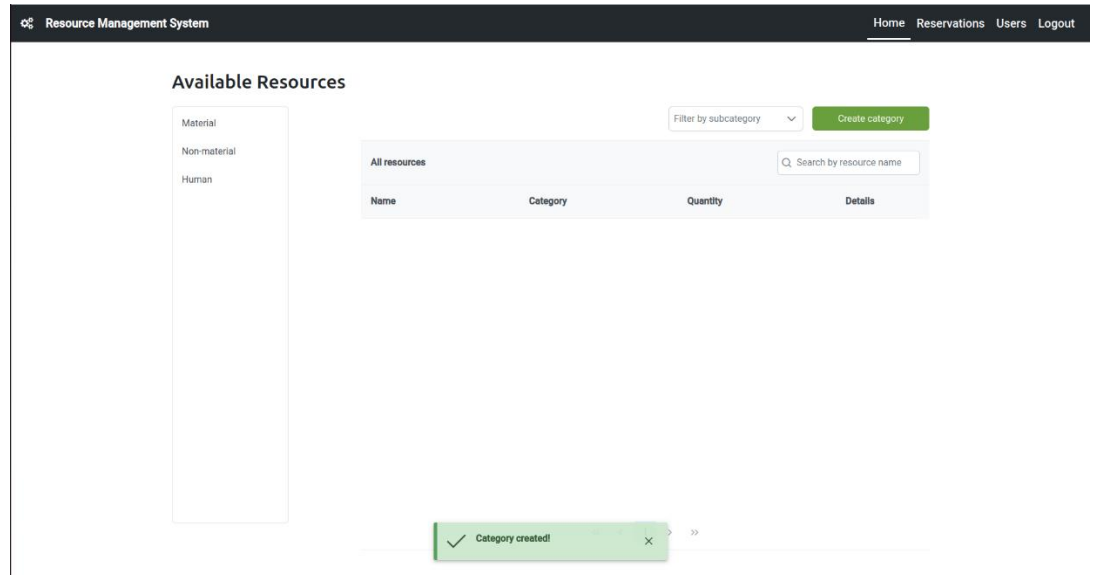 Resource Management System
Home Reservations Users Logout
Available Resources
Material
Non-material
Human
Filter by subcategory
Create category
All resources
Search by resource name
Name Category Quantity Details
Category created!